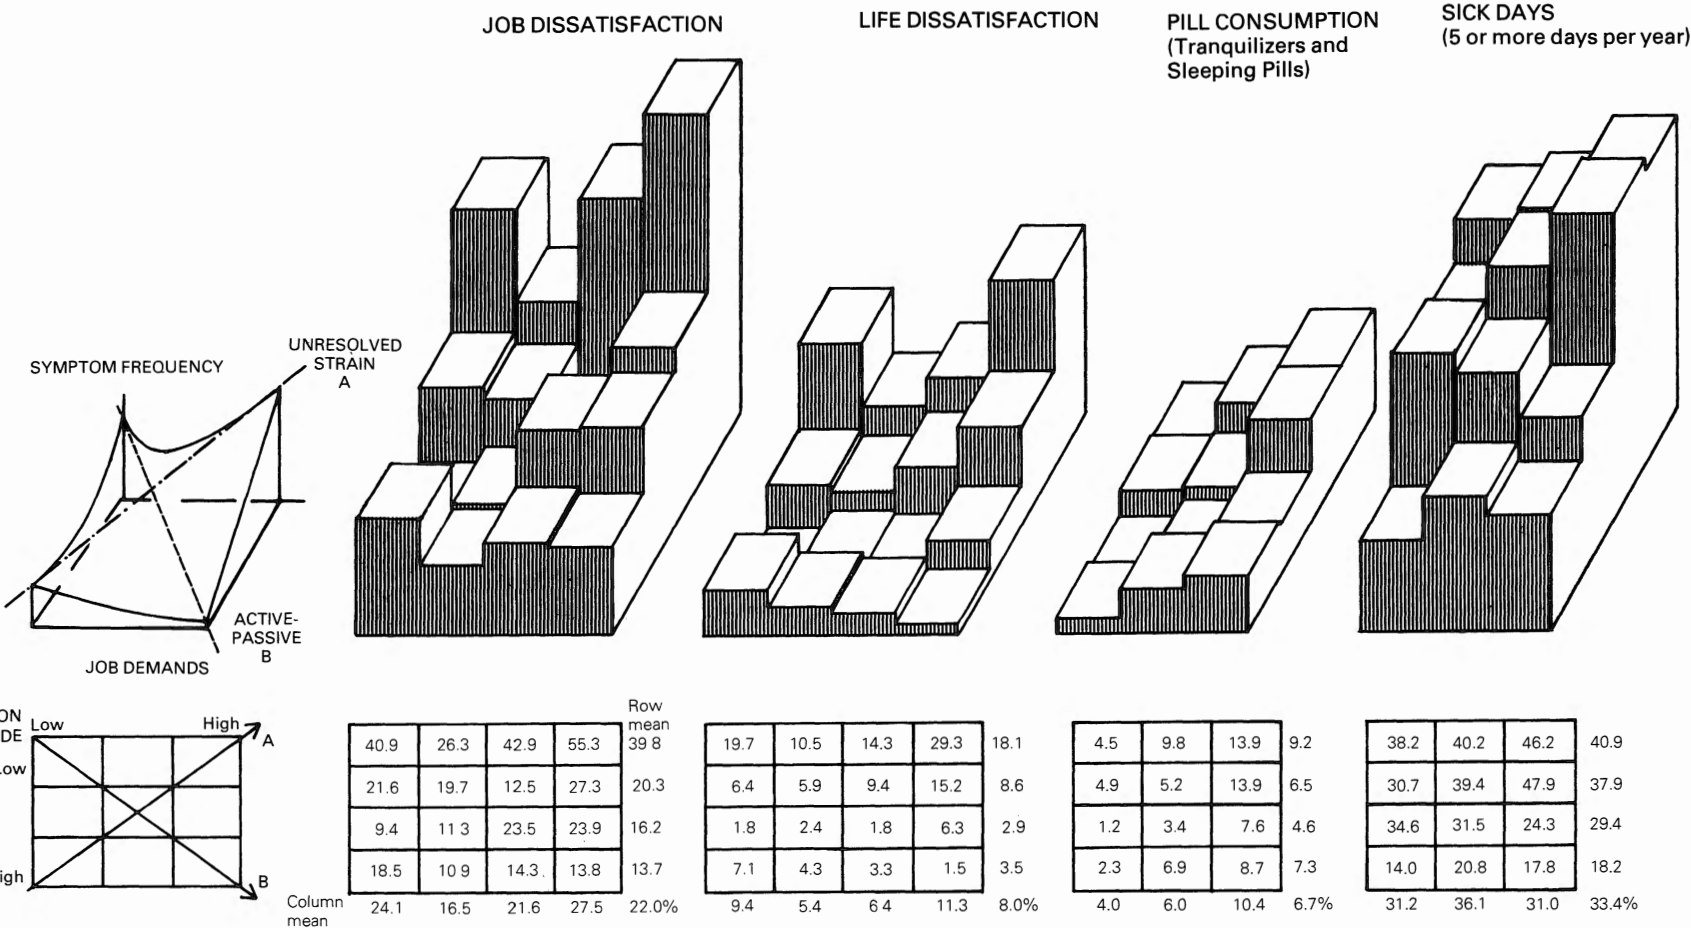 JOB DISSATISFACTION
LIFE DISSATISFACTION
PILL CONSUMPTION
(Tranquilizers and
Sleeping Pills)
SICK DAYS
(5 or more days per year)
SYMPTOM FREQUENCY
UNRESOLVED
STRAIN
A
ACTIVE-
PASSIVE
B
JOB DEMANDS
ON
DE
Low
High
A
Low
High
B
Row
mean
40.9 26.3 42.9 55.3 39 8
21.6 19.7 12.5 27.3 20.3
9.4 11 3 23.5 23.9 16.2
18.5 10 9 14.3. 13.8 13.7
Column
mean
24.1 16.5 21.6 27.5 22.0%
19.7 10.5 14.3 29.3 18.1
6.4 5.9 9.4 15.2 8.6
1.8 2.4 1.8 6.3 2.9
7.1 4.3 3.3 1.5 3.5
9.4 5.4 6 4 11.3 8.0%
4.5 9.8 13.9 9.2
4.9 5.2 13.9 6.5
1.2 3.4 7.6 4.6
2.3 6.9 8.7 7.3
4.0 6.0 10.4 6.7%
38.2 40.2 46.2 40.9
30.7 39.4 47.9 37.9
34.6 31.5 24.3 29.4
14.0 20.8 17.8 18.2
31.2 36.1 31.0 33.4%